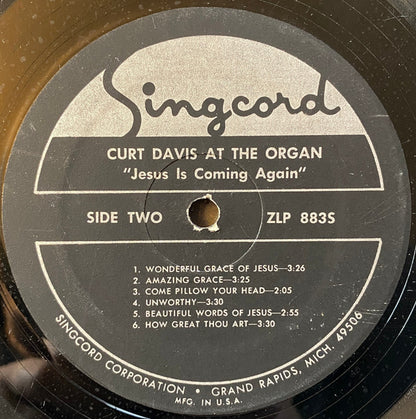 Singcord
CURT DAVIS AT THE ORGAN
"Jesus Is Coming Again"
SIDE TWO ZLP 883S
1. WONDERFUL GRACE OF JESUS—3:26
2. AMAZING GRACE—3:25
3. COME PILLOW YOUR HEAD—2:05
4. UNWORTHY—3:30
5. BEAUTIFUL WORDS OF JESUS—2:55
6. HOW GREAT THOU ART—3:30
SINGCORD CORPORATION • GRAND RAPIDS, MICH. 49506
MFG. IN U.S.A.